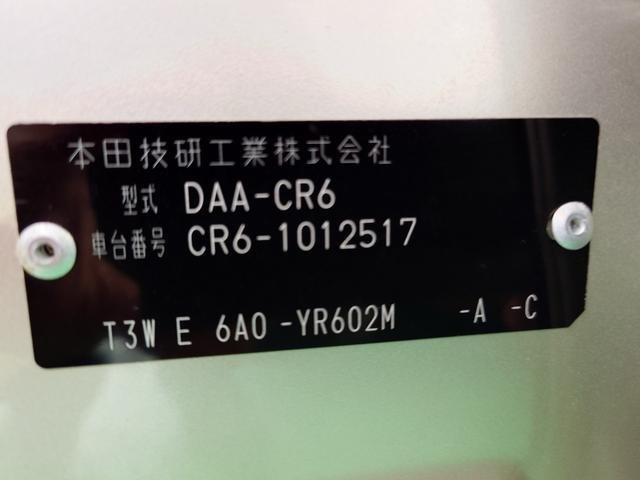 本田技研工業株式会社
型式 DAA-CR6
車台番号 CR6-1012517
T3W E 6A0 -YR602M -A -C